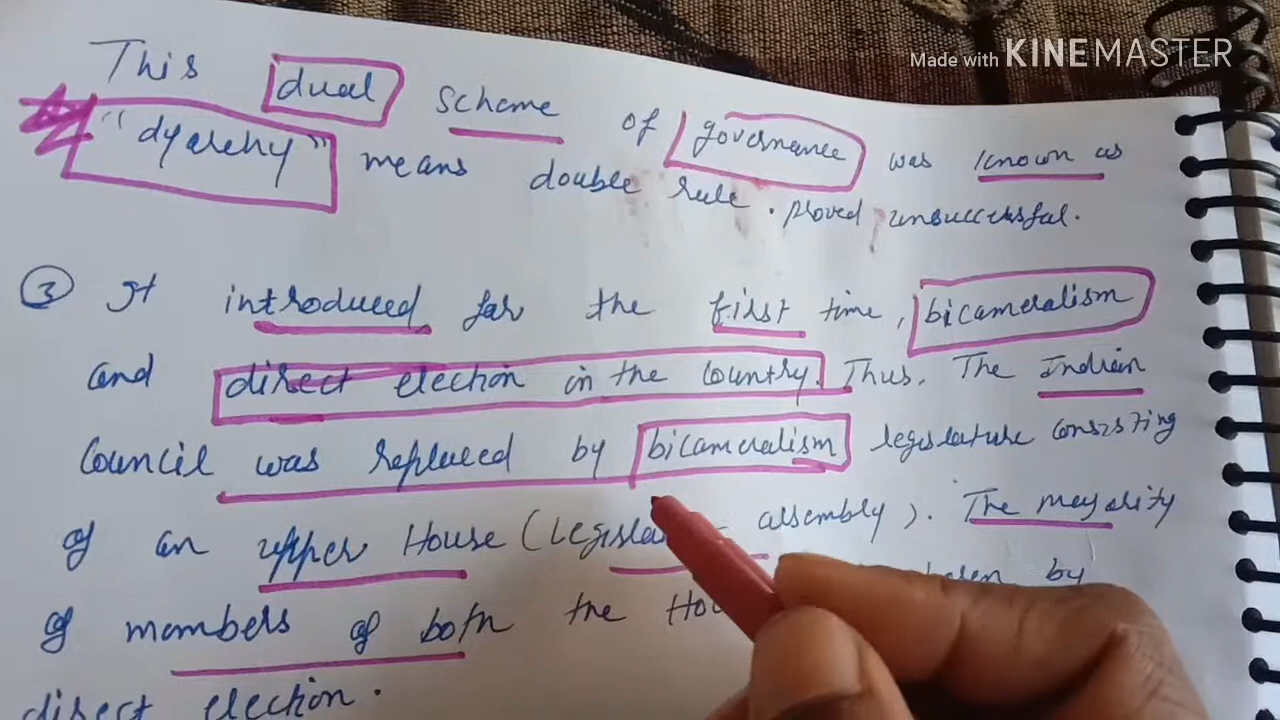 Made with KINEMASTER
This dual scheme of governance was known as
"dyarchy" means double rule. proved unsuccessful.
③ It introduced for the first time, bicameralism
and direct election in the country. Thus. The Indian
Council was replaced by bicameralism legislature consisting
of an upper House ( assembly). The majority
of members of both the by
direct election.